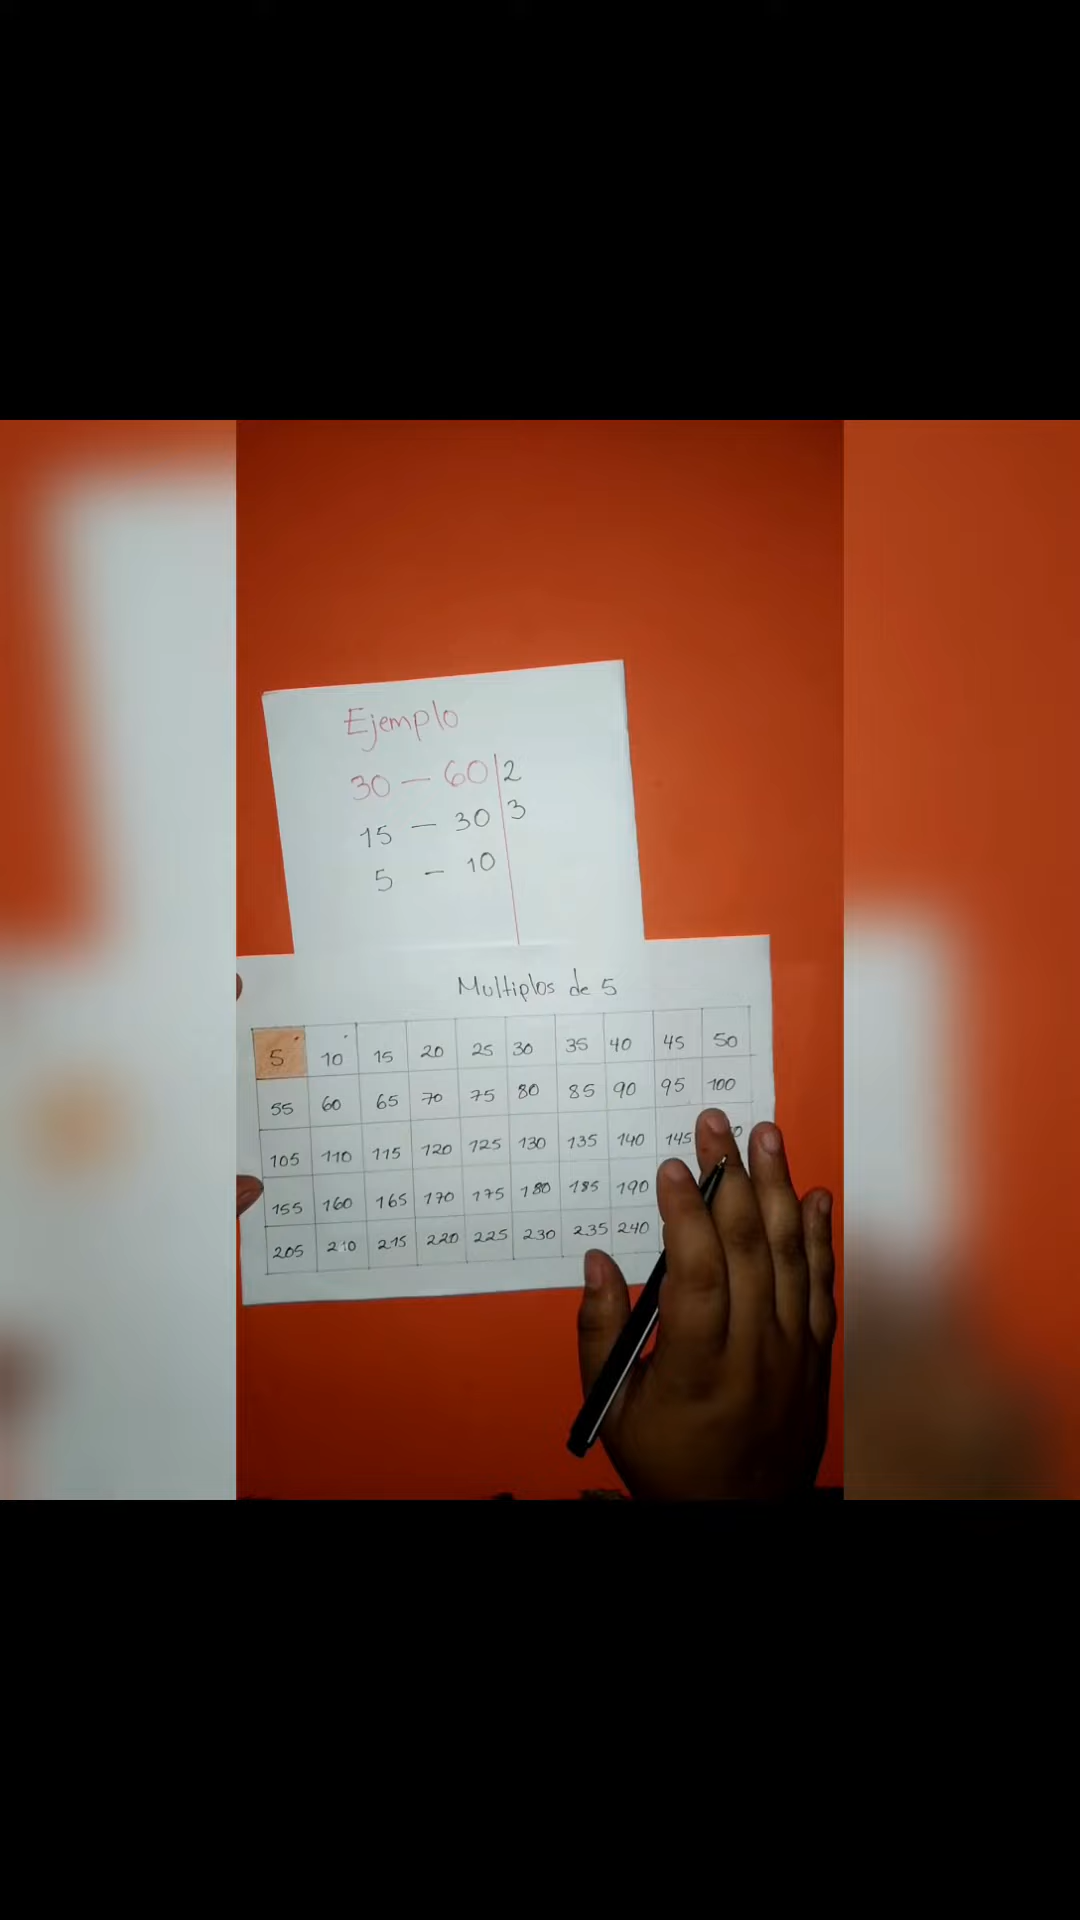 Ejemplo
30 — 60 2
15 — 30 3
5 — 10
Multiplos de 5
5 10 15 20 25 30 35 40 45 50
55 60 65 70 75 80 85 90 95 100
105 110 115 120 125 130 135 140 145
155 160 165 170 175 180 185 190
205 210 215 220 225 230 235 240